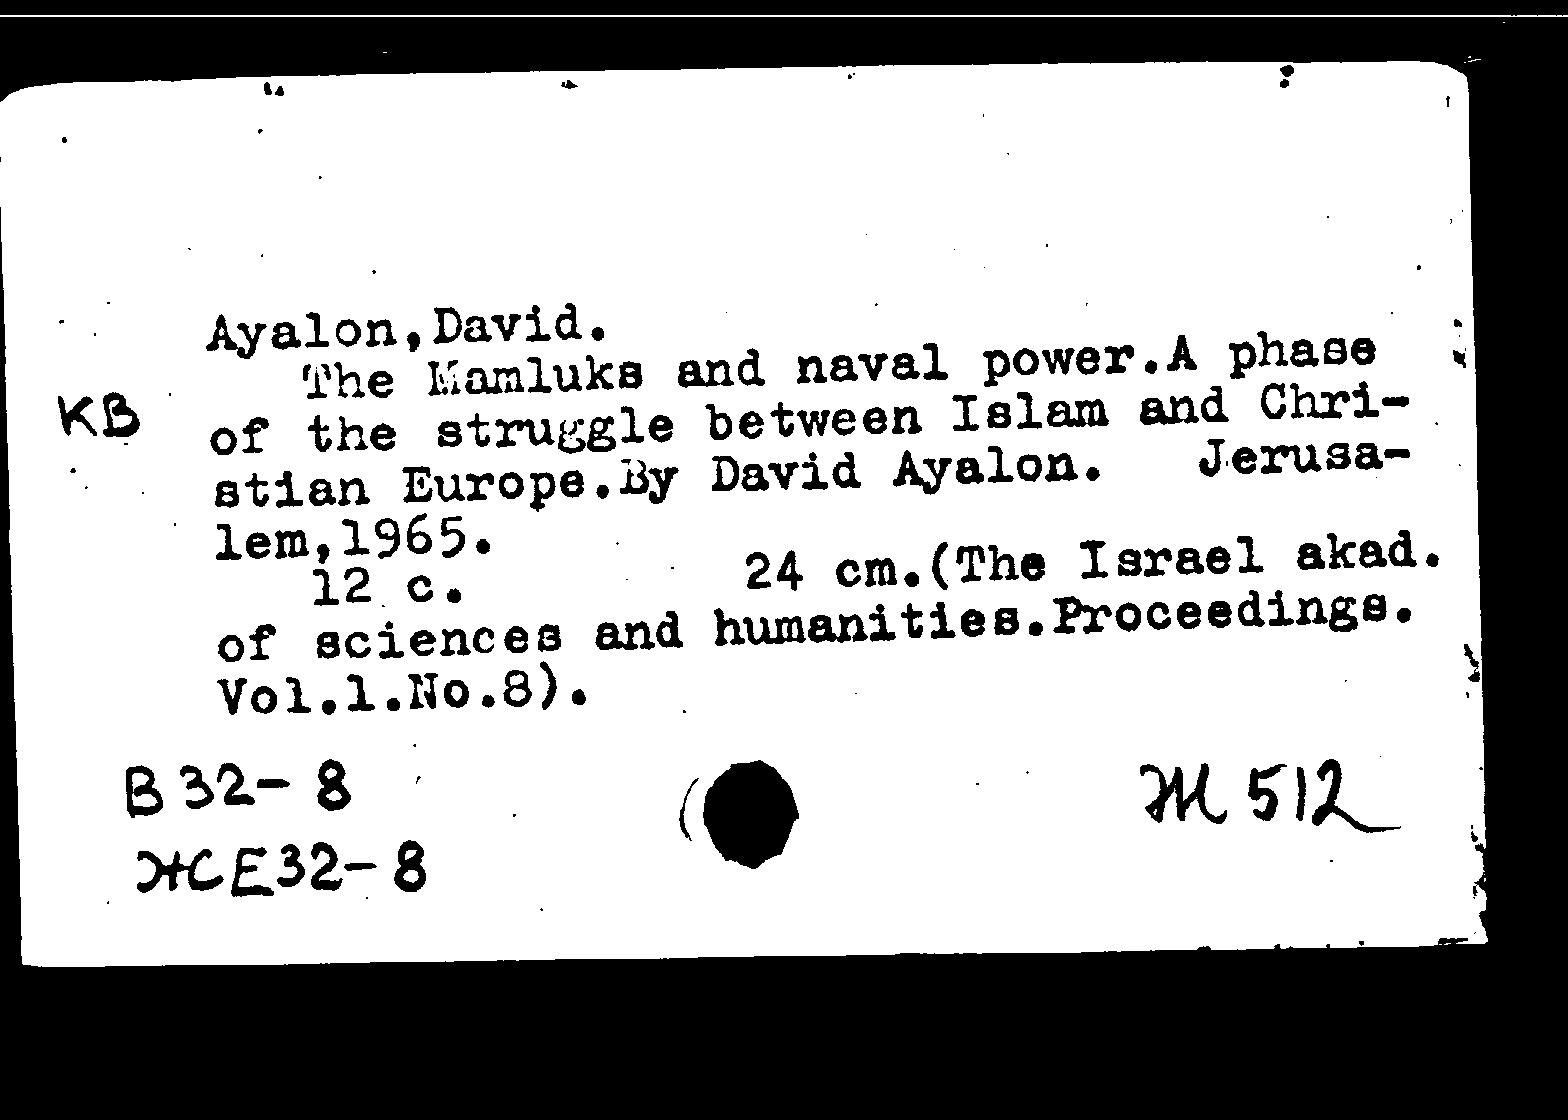 Ayalon,David.
The Mamluks and naval power.A phase
КВ
of the struggle between Islam and Chri-
stian Europe.By David Ayalon. Jerusa-
lem,1965.
12 с. 24 cm.(The Israel akad.
of sciences and humanities.Proceedings.
Vol.1.No.8).
В 32-8
Ж 512
ЖСЕ32-8